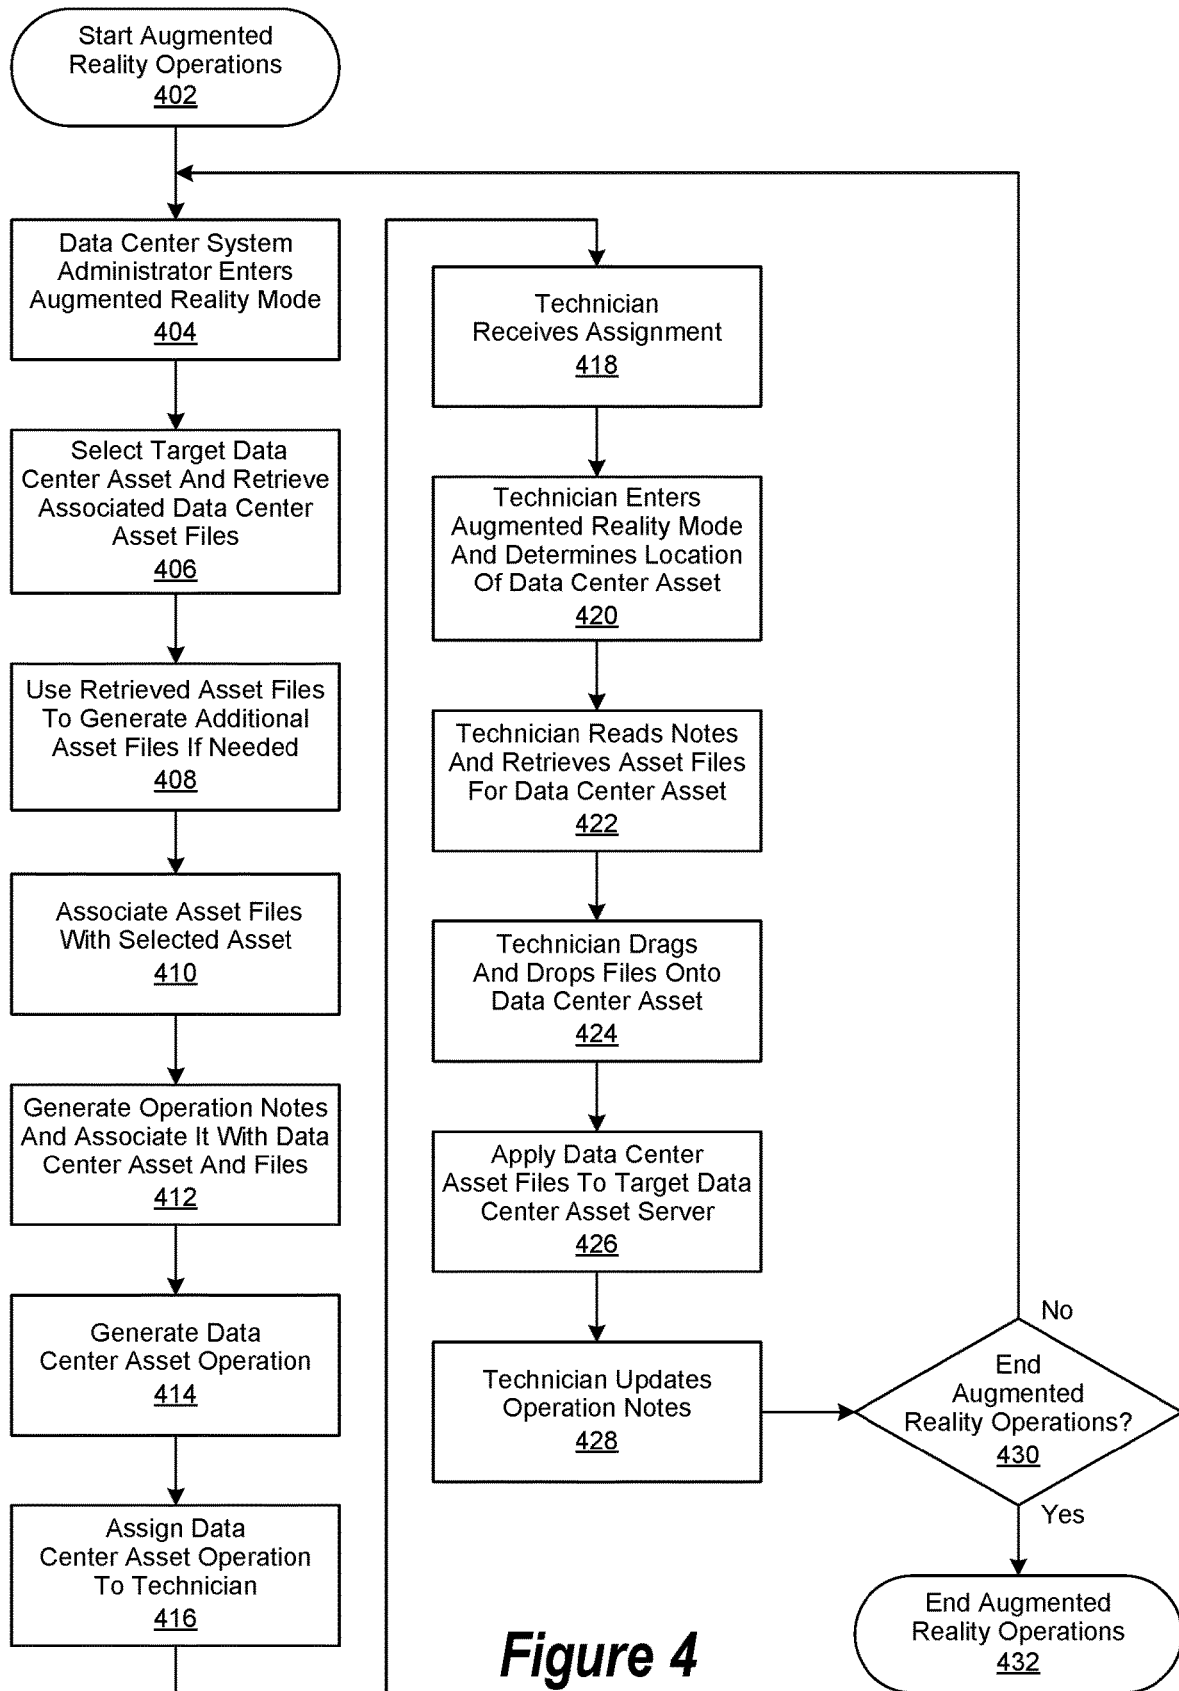 Start Augmented
Reality Operations
402
Data Center System
Administrator Enters
Augmented Reality Mode
404
Select Target Data
Center Asset And Retrieve
Associated Data Center
Asset Files
406
Use Retrieved Asset Files
To Generate Additional
Asset Files If Needed
408
Associate Asset Files
With Selected Asset
410
Generate Operation Notes
And Associate It With Data
Center Asset And Files
412
Generate Data
Center Asset Operation
414
Assign Data
Center Asset Operation
To Technician
416
Technician
Receives Assignment
418
Technician Enters
Augmented Reality Mode
And Determines Location
Of Data Center Asset
420
Technician Reads Notes
And Retrieves Asset Files
For Data Center Asset
422
Technician Drags
And Drops Files Onto
Data Center Asset
424
Apply Data Center
Asset Files To Target Data
Center Asset Server
426
Technician Updates
Operation Notes
428
No
End
Augmented
Reality Operations?
430
Yes
End Augmented
Reality Operations
432
Figure 4